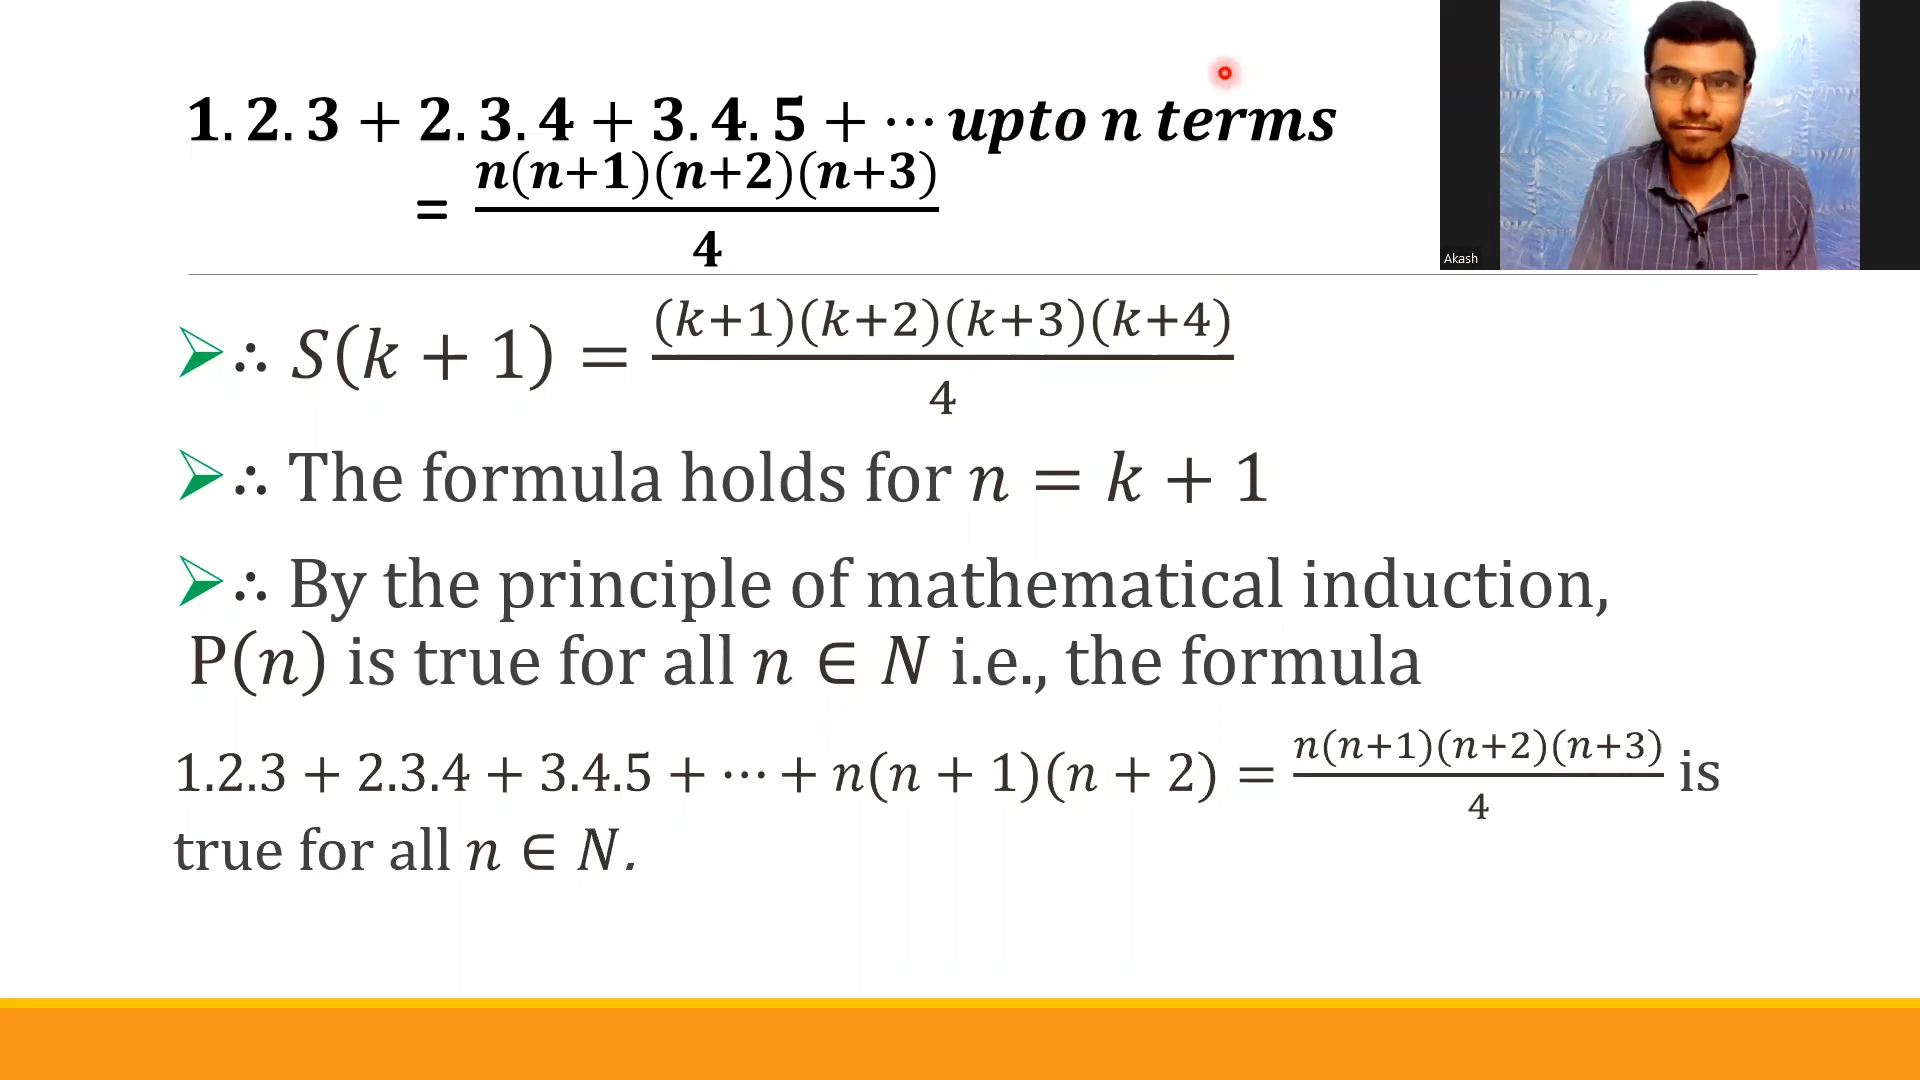 1.2.3 + 2.3.4 + 3.4.5 + ⋯ upto n terms
= n(n+1)(n+2)(n+3)
4
Akash
➢∴ S(k + 1) = (k+1)(k+2)(k+3)(k+4)
4
➢∴ The formula holds for n = k + 1
➢∴ By the principle of mathematical induction,
P(n) is true for all n ∈ N i.e., the formula
1.2.3 + 2.3.4 + 3.4.5 + ⋯ + n(n + 1)(n + 2) = n(n+1)(n+2)(n+3)/4 is
true for all n ∈ N.